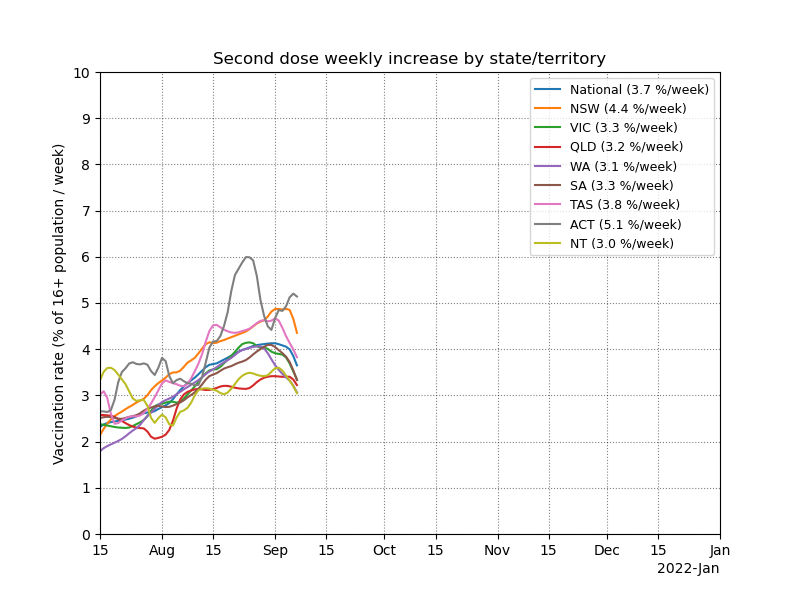 Second dose weekly increase by state/territory
Vaccination rate (% of 16+ population / week)
10
9
8
7
6
5
4
3
2
1
0
National (3.7 %/week)
NSW (4.4 %/week)
VIC (3.3 %/week)
QLD (3.2 %/week)
WA (3.1 %/week)
SA (3.3 %/week)
TAS (3.8 %/week)
ACT (5.1 %/week)
NT (3.0 %/week)
15 Aug 15 Sep 15 Oct 15 Nov 15 Dec 15 Jan
2022-Jan